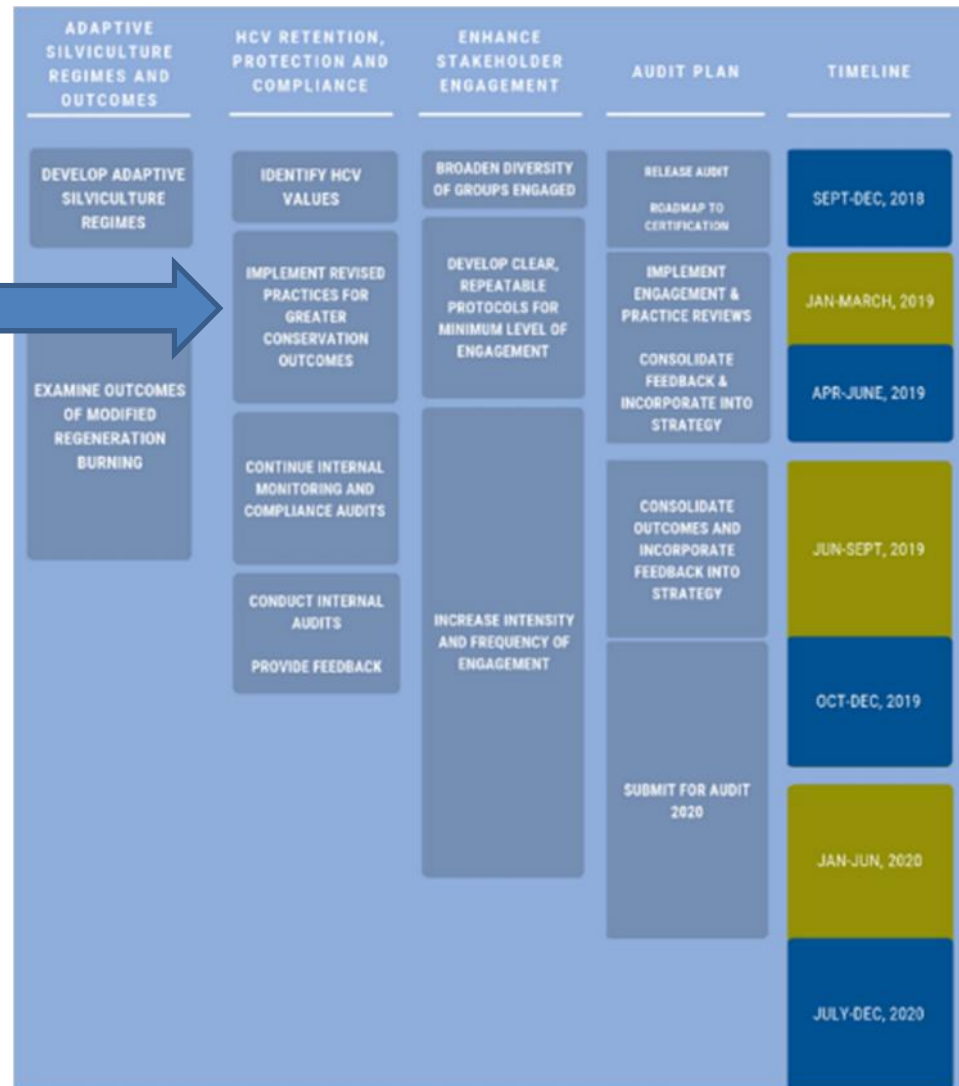 ADAPTIVE
SILVICULTURE
REGIMES AND
OUTCOMES
HCV RETENTION,
PROTECTION AND
COMPLIANCE
ENHANCE
STAKEHOLDER
ENGAGEMENT
AUDIT PLAN
TIMELINE
DEVELOP ADAPTIVE
SILVICULTURE
REGIMES
EXAMINE OUTCOMES
OF MODIFIED
REGENERATION
BURNING
IDENTIFY HCV
VALUES
IMPLEMENT REVISED
PRACTICES FOR
GREATER
CONSERVATION
OUTCOMES
CONTINUE INTERNAL
MONITORING AND
COMPLIANCE AUDITS
CONDUCT INTERNAL
AUDITS
PROVIDE FEEDBACK
BROADEN DIVERSITY
OF GROUPS ENGAGED
DEVELOP CLEAR,
REPEATABLE
PROTOCOLS FOR
MINIMUM LEVEL OF
ENGAGEMENT
INCREASE INTENSITY
AND FREQUENCY OF
ENGAGEMENT
RELEASE AUDIT
ROADMAP TO
CERTIFICATION
IMPLEMENT
ENGAGEMENT &
PRACTICE REVIEWS
CONSOLIDATE
FEEDBACK &
INCORPORATE INTO
STRATEGY
CONSOLIDATE
OUTCOMES AND
INCORPORATE
FEEDBACK INTO
STRATEGY
SUBMIT FOR AUDIT
2020
SEPT-DEC, 2018
JAN-MARCH, 2019
APR-JUNE, 2019
JUN-SEPT, 2019
OCT-DEC, 2019
JAN-JUN, 2020
JULY-DEC, 2020